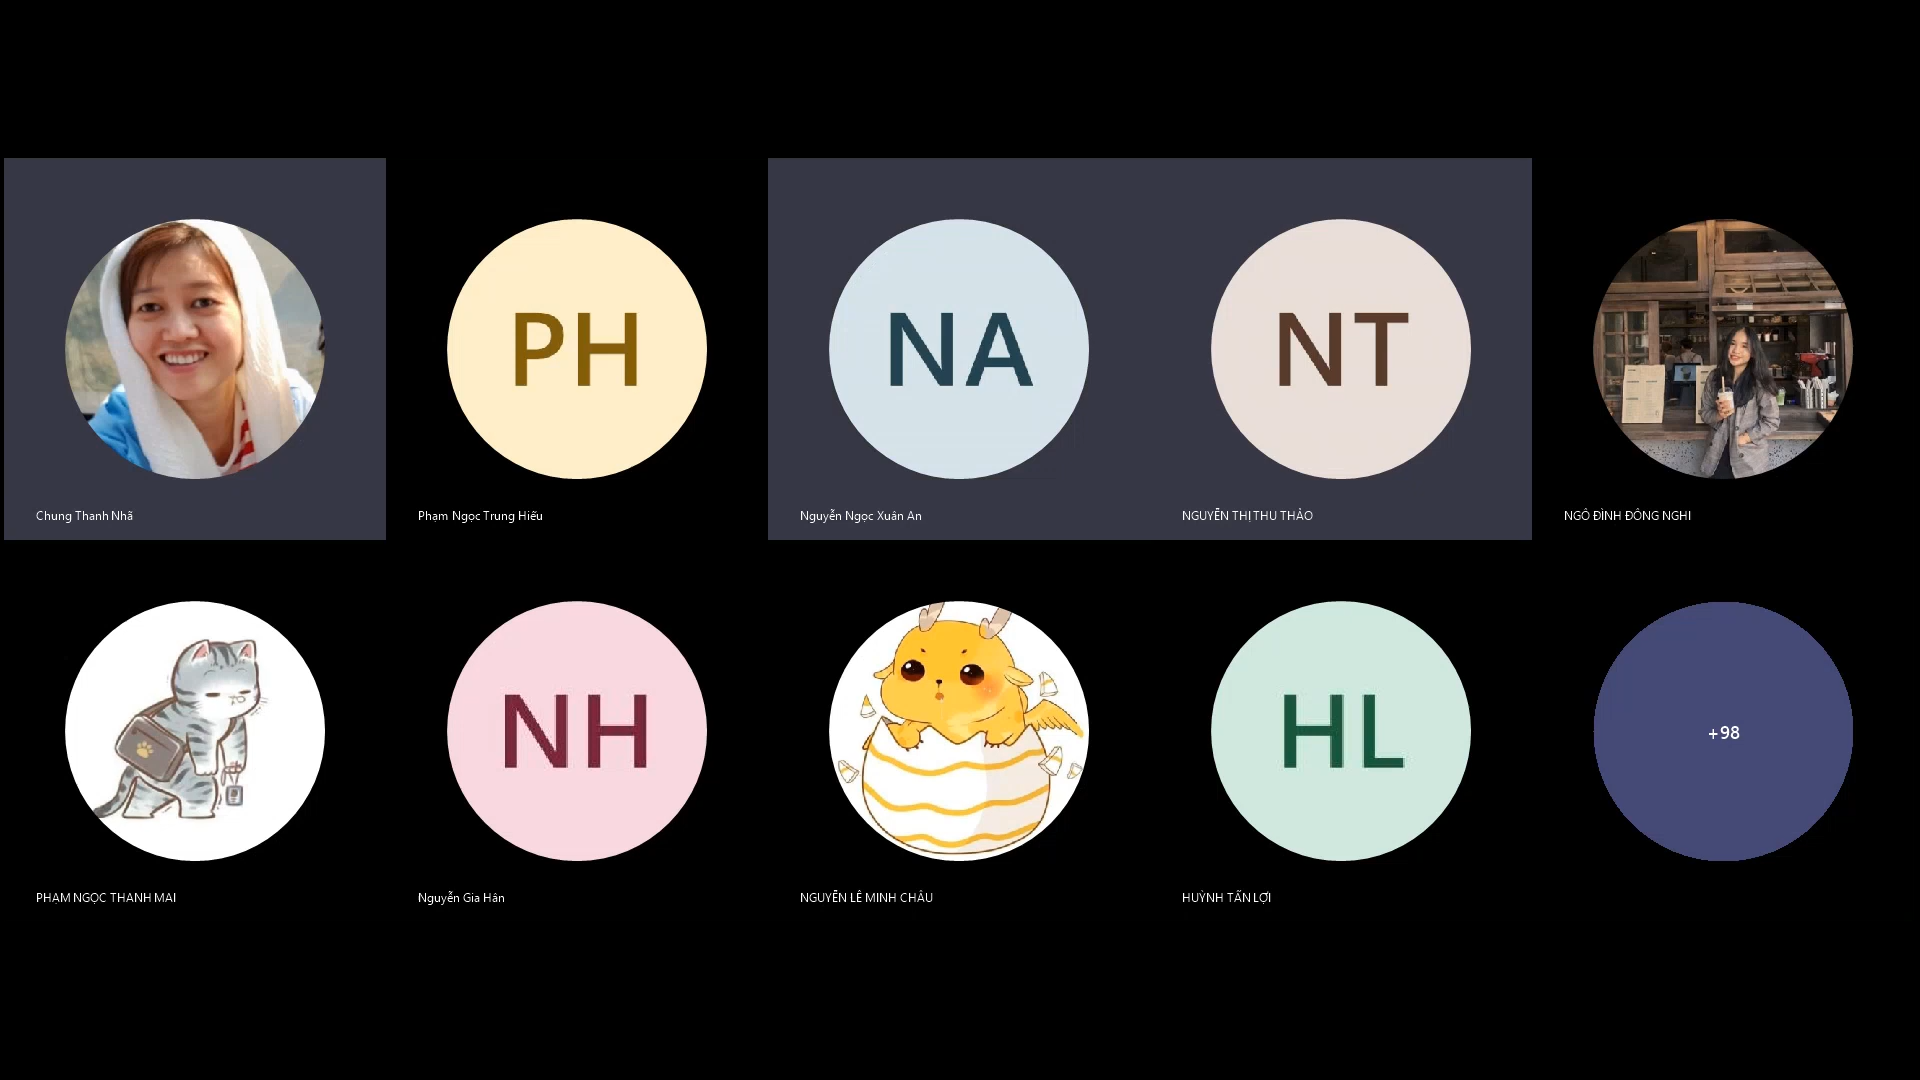 PH
NA
NT
Chung Thanh Nhã
Phạm Ngọc Trung Hiếu
Nguyễn Ngọc Xuân An
NGUYỄN THỊ THU THẢO
NGÔ ĐÌNH ĐÔNG NGHI
NH
HL
+98
PHẠM NGỌC THANH MAI
Nguyễn Gia Hân
NGUYỄN LÊ MINH CHÂU
HUỲNH TẤN LỢI